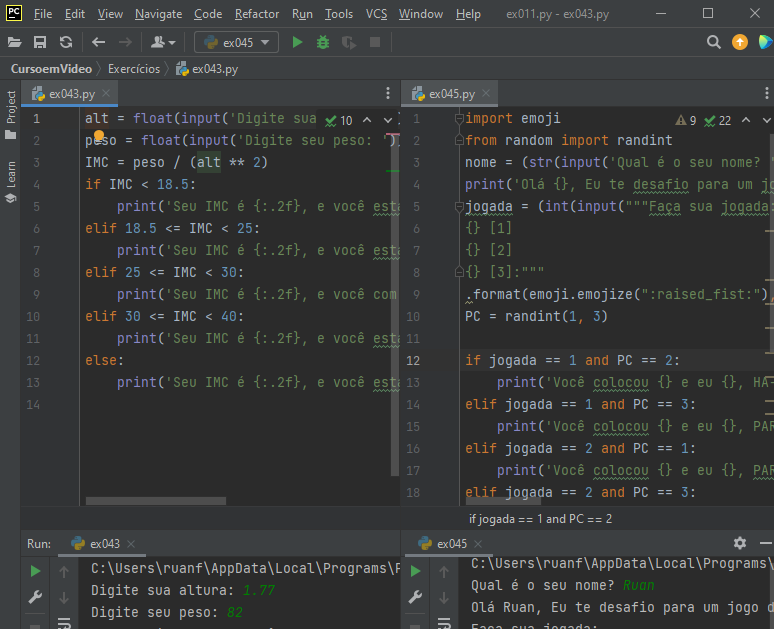 PC File Edit View Navigate Code Refactor Run Tools VCS Window Help ex011.py - ex043.py
ex045
CursoemVideo Exercícios ex043.py
Project
Learn
ex043.py
10
1 alt = float(input('Digite sua
2 peso = float(input('Digite seu peso: ')
3 IMC = peso / (alt ** 2)
4 if IMC < 18.5:
5 print('Seu IMC é {:.2f}, e você esta
6 elif 18.5 <= IMC < 25:
7 print('Seu IMC é {:.2f}, e você esta
8 elif 25 <= IMC < 30:
9 print('Seu IMC é {:.2f}, e você com
10 elif 30 <= IMC < 40:
11 print('Seu IMC é {:.2f}, e você esta
12 else:
13 print('Seu IMC é {:.2f}, e você esta
14
ex045.py
9 22
1 import emoji
2 from random import randint
3 nome = (str(input('Qual é o seu nome? '
4 print('Olá {}, Eu te desafio para um jo
5 jogada = (int(input("""Faça sua jogada:
6 {} [1]
7 {} [2]
8 {} [3]:"""
9 .format(emoji.emojize(":raised_fist:"),
10 PC = randint(1, 3)
11
12 if jogada == 1 and PC == 2:
13 print('Você colocou {} e eu {}, HA-
14 elif jogada == 1 and PC == 3:
15 print('Você colocou {} e eu {}, PAR
16 elif jogada == 2 and PC == 1:
17 print('Você colocou {} e eu {}, PAR
18 elif jogada == 2 and PC == 3:
if jogada == 1 and PC == 2
Run: ex043
C:\Users\ruanf\AppData\Local\Programs\P
Digite sua altura: 1.77
Digite seu peso: 82
ex045
C:\Users\ruanf\AppData\Local\Programs\
Qual é o seu nome? Ruan
Olá Ruan, Eu te desafio para um jogo d
Faça sua jogada: